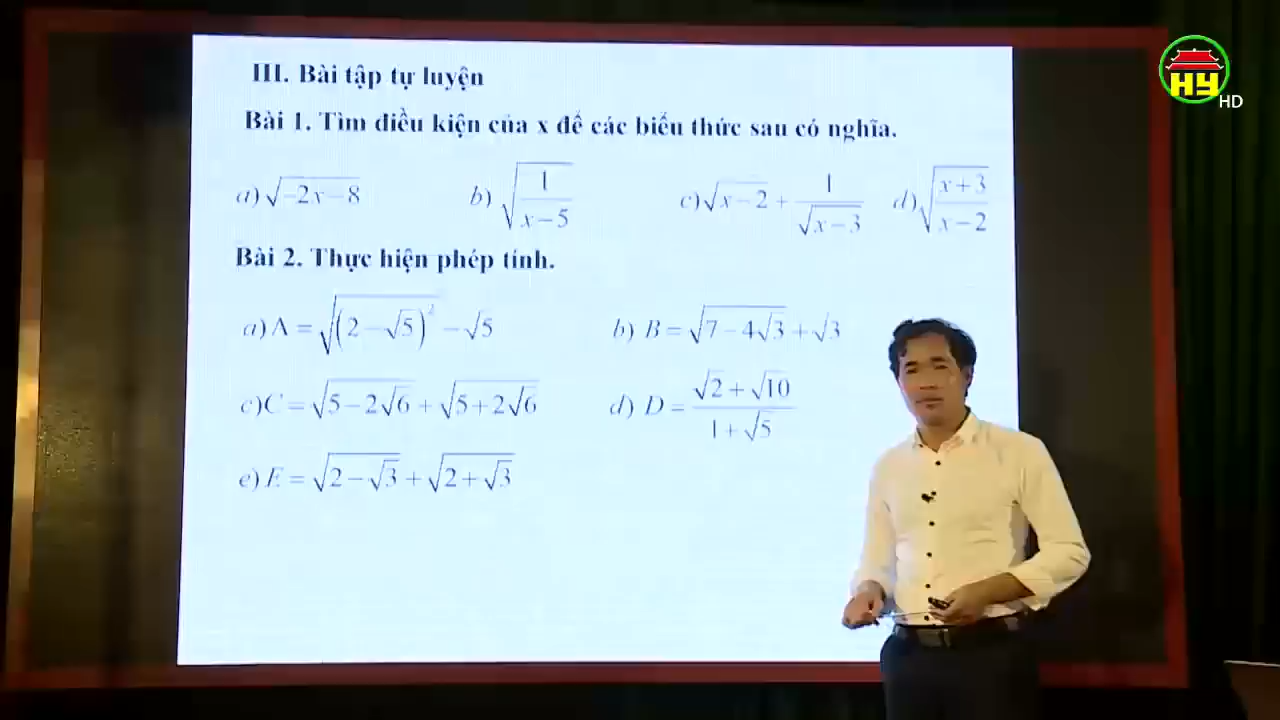 III. Bài tập tự luyện
HY HD
Bài 1. Tìm điều kiện của x để các biểu thức sau có nghĩa.
a) √(-2x-8) b) √(1/(x-5)) c) √(x-2) + 1/√(x-3) d) √((x+3)/(x-2))
Bài 2. Thực hiện phép tính.
a) A = √((2-√5)²) - √5 b) B = √(7-4√3) + √3
c) C = √(5-2√6) + √(5+2√6) d) D = (√2+√10)/(1+√5)
e) E = √(2-√3) + √(2+√3)